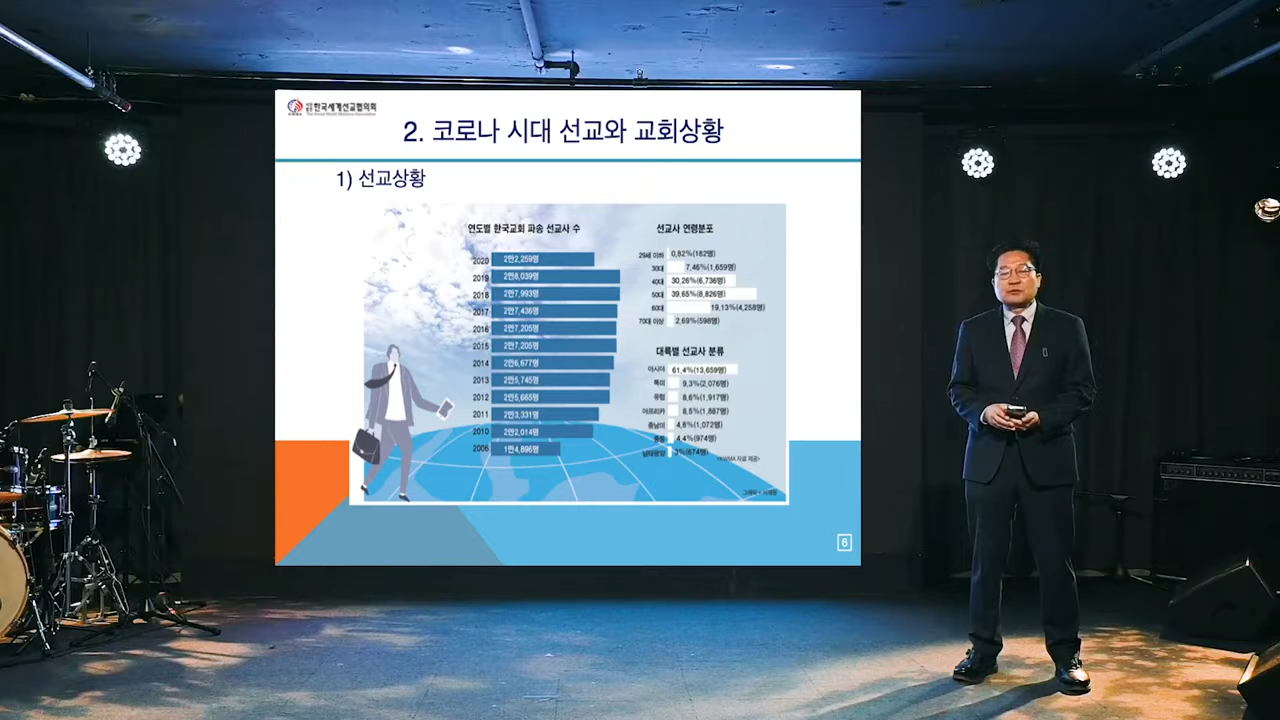 한국세계선교협의회
2. 코로나 시대 선교와 교회상황
1) 선교상황
연도별 한국교회 파송 선교사 수
2020 2만2,259명
2019 2만8,039명
2018 2만7,993명
2017 2만7,436명
2016 2만7,205명
2015 2만7,205명
2014 2만6,677명
2013 2만5,745명
2012 2만5,665명
2011 2만3,331명
2010 2만2,014명
2006 1만4,896명
선교사 연령분포
29세 이하 0,82%(182명)
30대 7,46%(1,659명)
40대 30,26%(6,736명)
50대 39,65%(8,826명)
60대 19,13%(4,258명)
70대 이상 2,69%(598명)
대륙별 선교사 분류
아시아 61,4%(13,659명)
북미 9,3%(2,076명)
유럽 8,6%(1,917명)
아프리카 8,5%(1,887명)
중남미 4,8%(1,072명)
중동 4,4%(974명)
남태평양 3%(674명)
<KWMA 자료 제공>
6